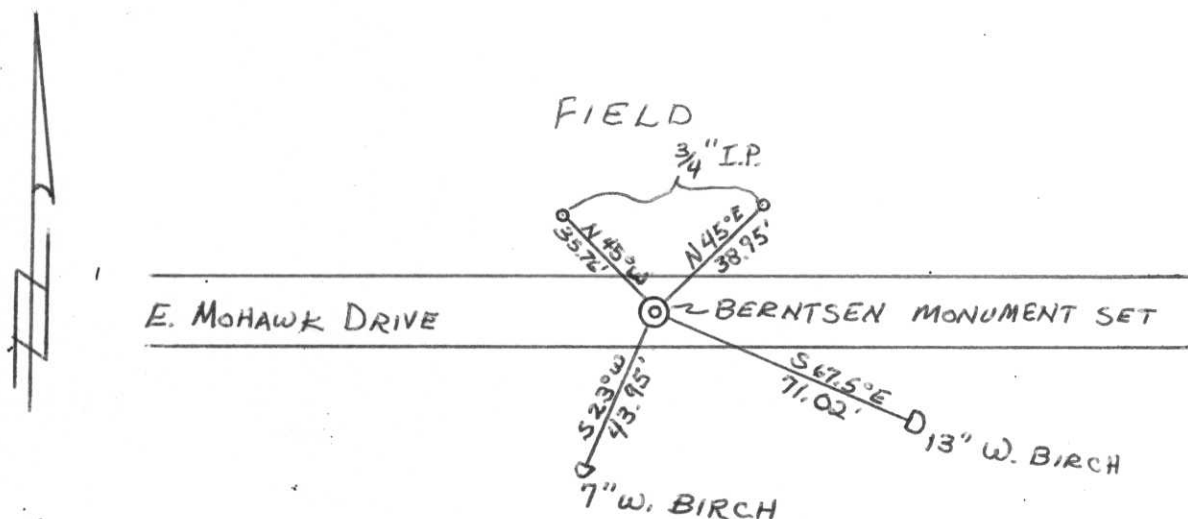 FIELD
3/4" I.P.
N 45° W
35.76'
N 45° E
38.95'
E. MOHAWK DRIVE
BERNTSEN MONUMENT SET
S 23° W
43.95'
S 67.5° E
71.02'
13" W. BIRCH
7" W. BIRCH